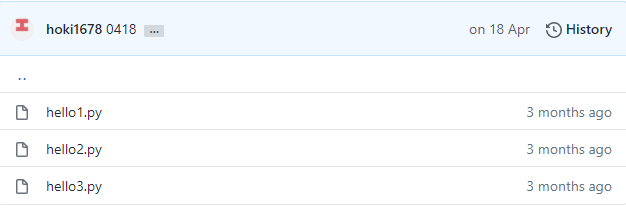 hoki1678 0418 ... on 18 Apr History
..
hello1.py 3 months ago
hello2.py 3 months ago
hello3.py 3 months ago